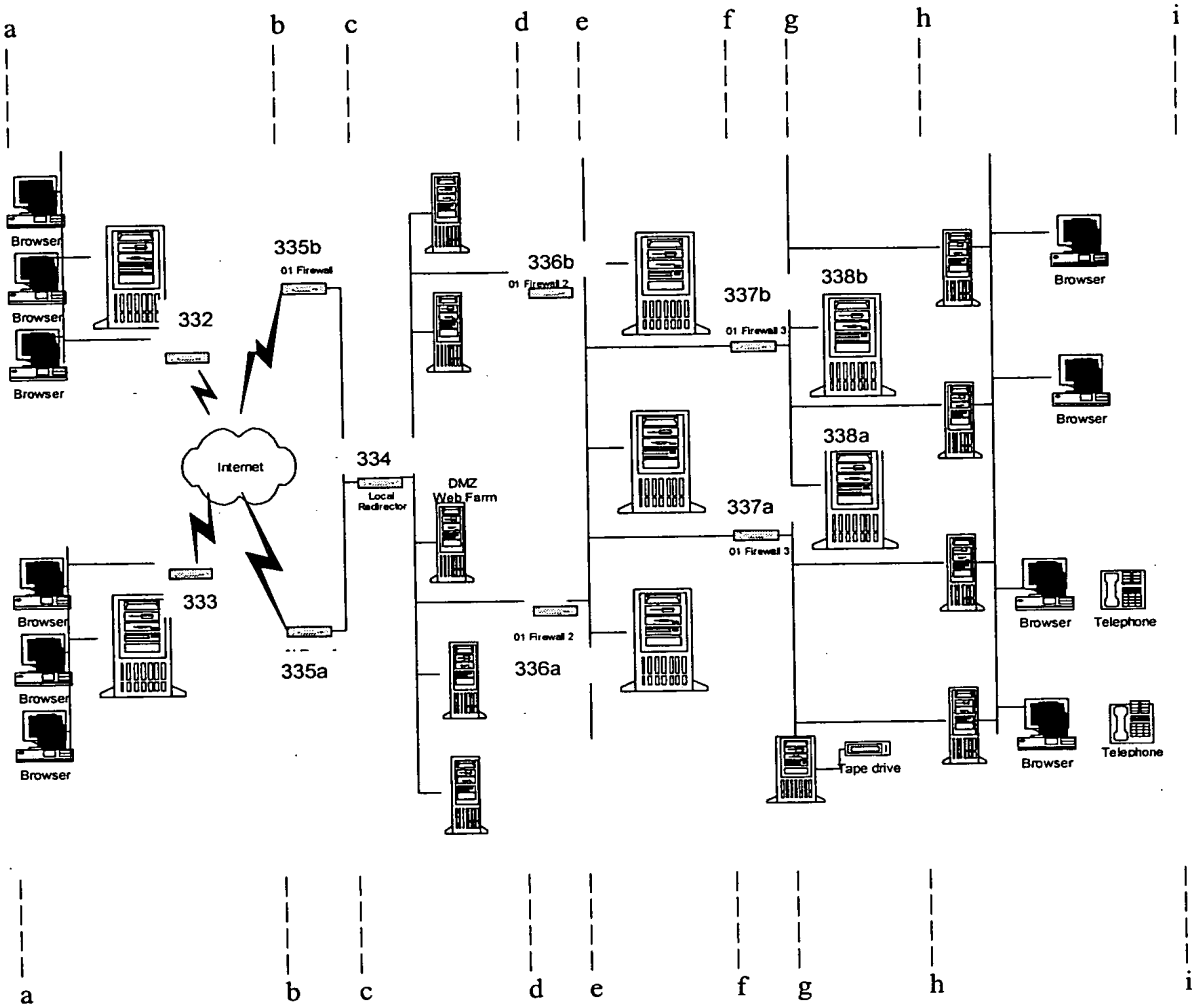 a b c d e f g h i
Browser
Browser
Browser
332
335b
01 Firewall
336b
01 Firewall 2
337b
01 Firewall 3
338b
Browser
Browser
Internet
334
Local
Redirector
DMZ
Web Farm
338a
337a
01 Firewall 3
333
Browser
Browser
Browser
335a
01 Firewall 2
336a
Browser
Telephone
Tape drive
Browser
Telephone
a b c d e f g h i